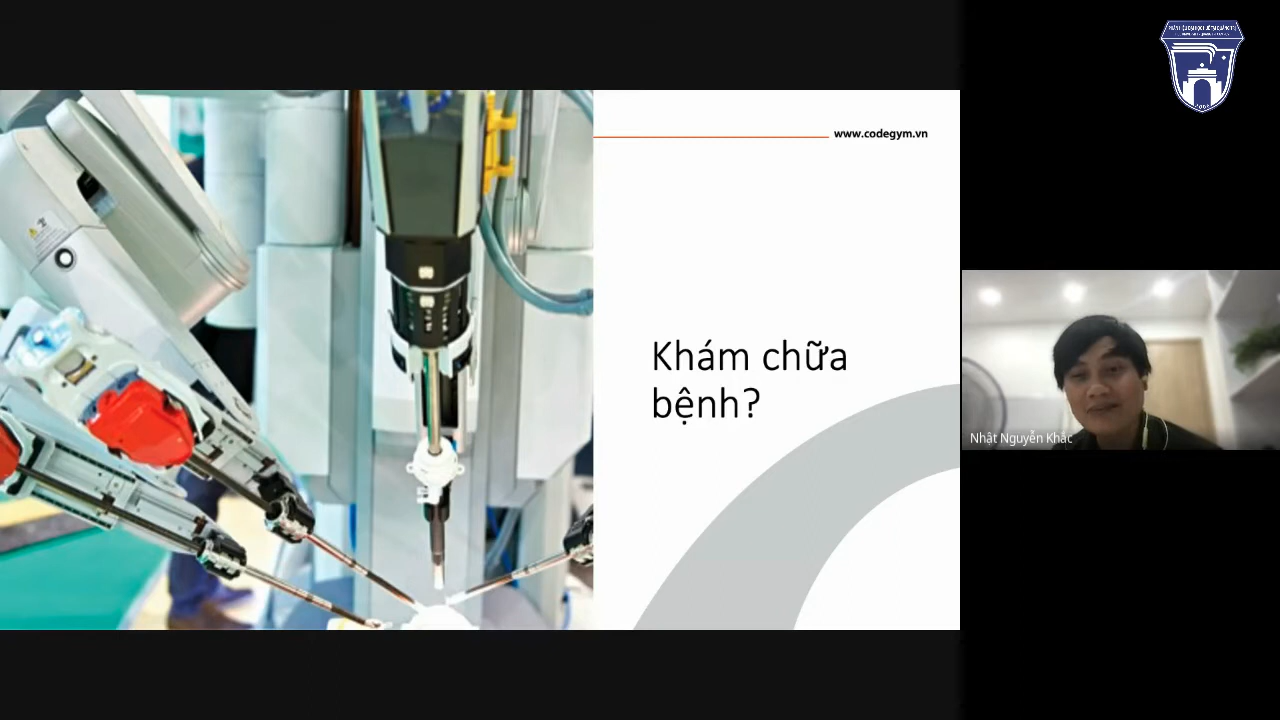 www.codegym.vn
Khám chữa
bệnh?
Nhật Nguyễn Khắc